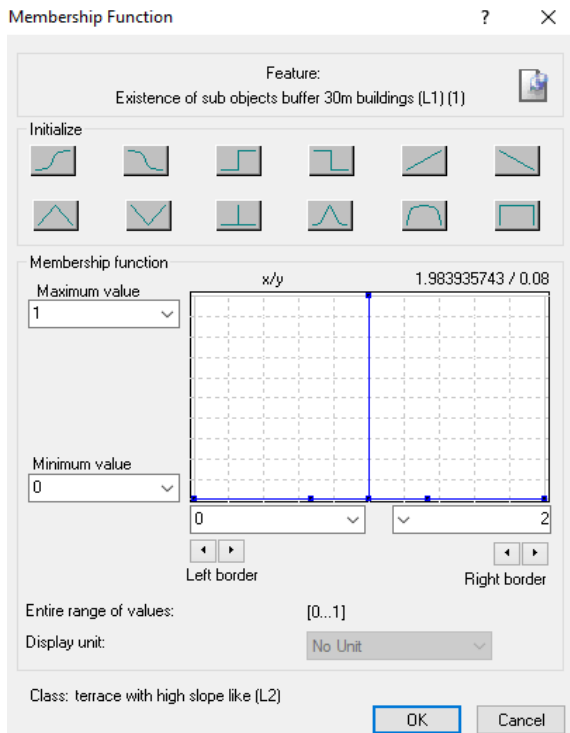 Membership Function ? ×
Feature:
Existence of sub objects buffer 30m buildings (L1) (1)
Initialize
Membership function
x/y 1.983935743 / 0.08
Maximum value
1
Minimum value
0
0 2
Left border Right border
Entire range of values: [0...1]
Display unit: No Unit
Class: terrace with high slope like (L2)
OK Cancel